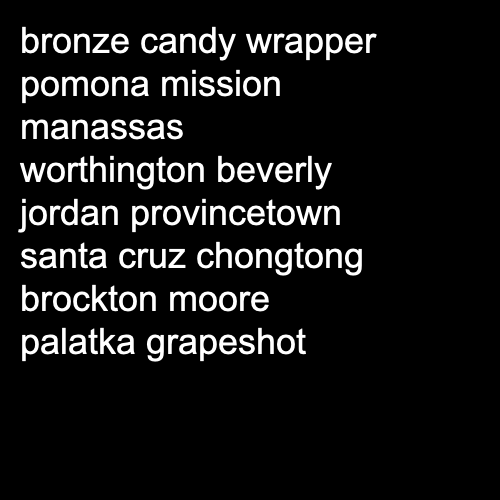 bronze candy wrapper
pomona mission
manassas
worthington beverly
jordan provincetown
santa cruz chongtong
brockton moore
palatka grapeshot